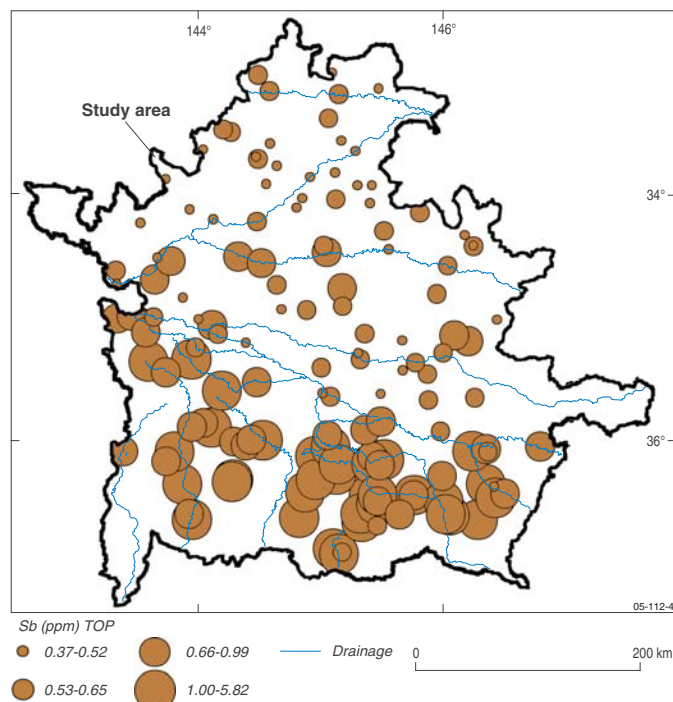 144° 146°
Study area
34°
36°
05-112-4
Sb (ppm) TOP
0.37-0.52 0.66-0.99 Drainage 0 200 km
0.53-0.65 1.00-5.82